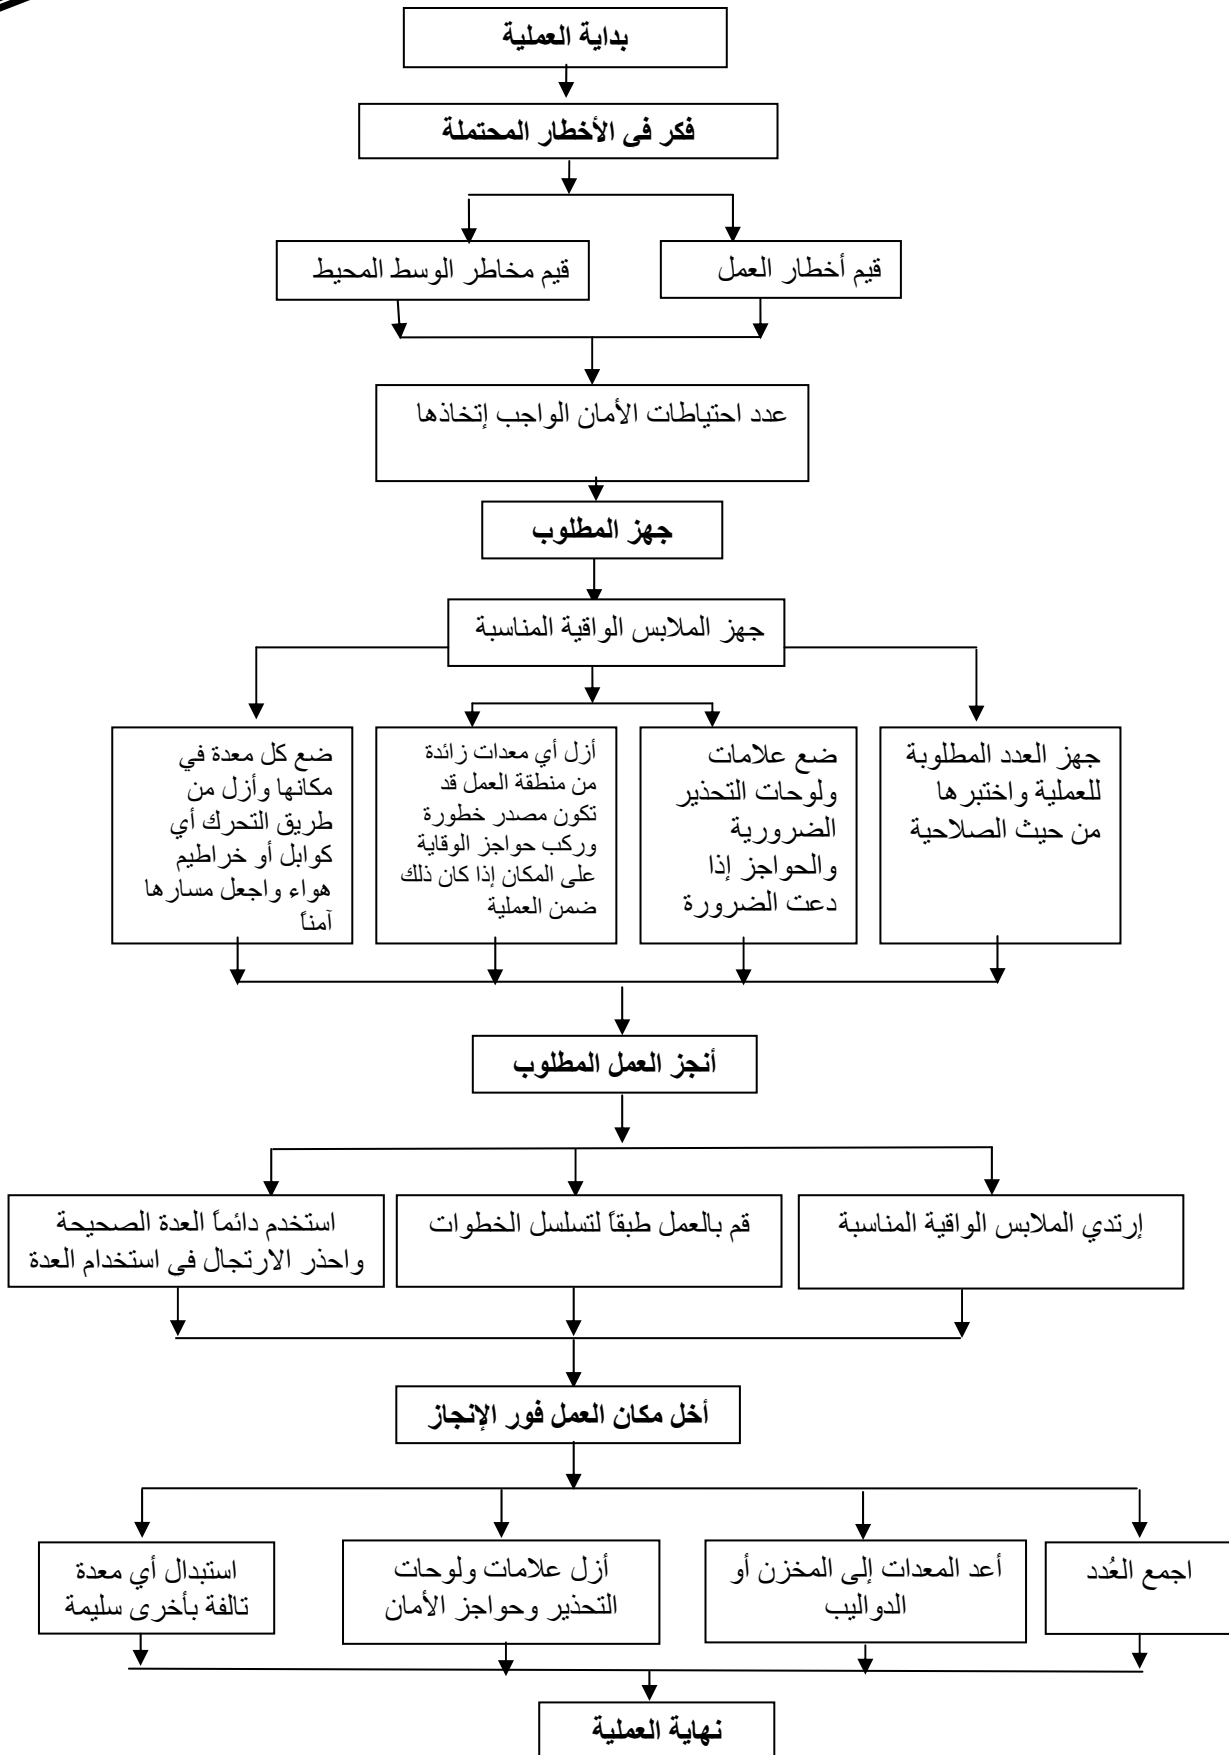 بداية العملية
فكر فى الأخطار المحتملة
قيم أخطار العمل
قيم مخاطر الوسط المحيط
عدد احتياطات الأمان الواجب إتخاذها
جهز المطلوب
جهز الملابس الواقية المناسبة
جهز العدد المطلوبة
للعملية واختبرها
من حيث الصلاحية
ضع علامات
ولوحات التحذير
الضرورية
والحواجز إذا
دعت الضرورة
أزل أي معدات زائدة
من منطقة العمل قد
تكون مصدر خطورة
وركب حواجز الوقاية
على المكان إذا كان ذلك
ضمن العملية
ضع كل معدة في
مكانها وأزل من
طريق التحرك أي
كوابل أو خراطيم
هواء واجعل مسارها
آمناً
أنجز العمل المطلوب
إرتدي الملابس الواقية المناسبة
قم بالعمل طبقاً لتسلسل الخطوات
استخدم دائماً العدة الصحيحة
واحذر الارتجال فى استخدام العدة
أخل مكان العمل فور الإنجاز
اجمع العُدد
أعد المعدات إلى المخزن أو
الدواليب
أزل علامات ولوحات
التحذير وحواجز الأمان
استبدال أي معدة
تالفة بأخرى سليمة
نهاية العملية